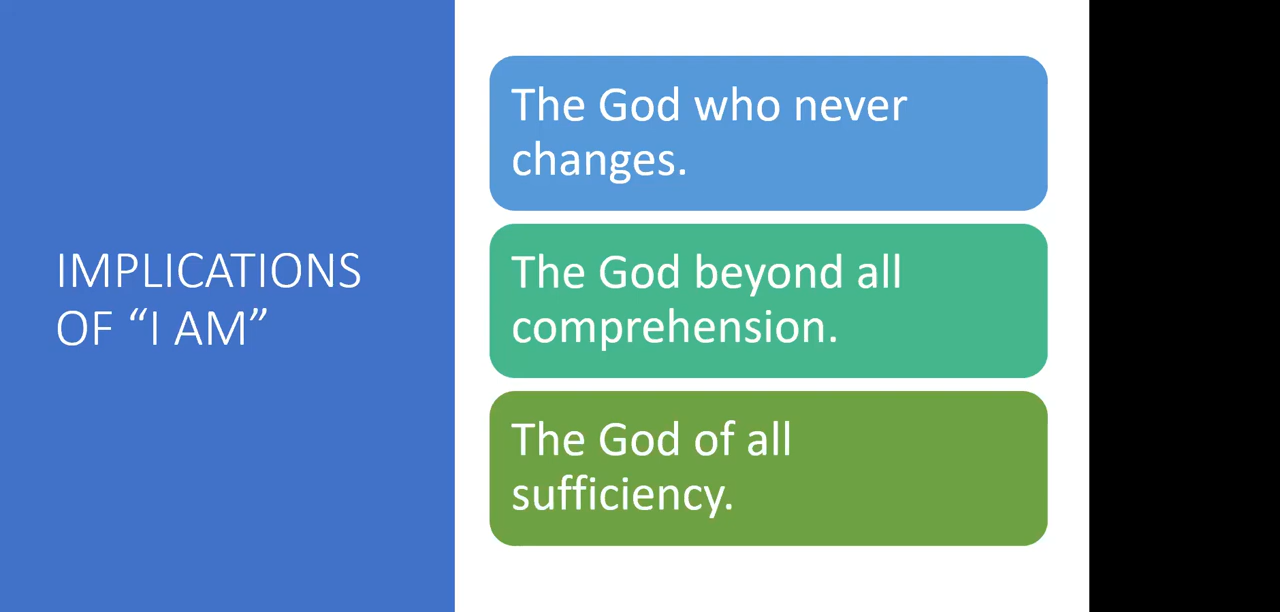 IMPLICATIONS
OF “I AM”
The God who never
changes.
The God beyond all
comprehension.
The God of all
sufficiency.